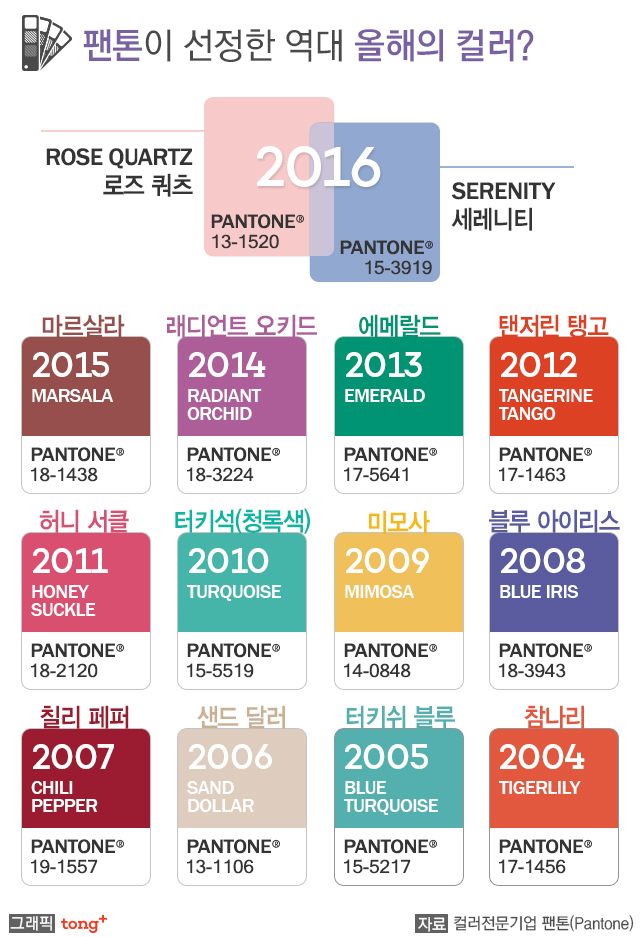 팬톤이 선정한 역대 올해의 컬러?
2016
ROSE QUARTZ
로즈 쿼츠
PANTONE®
13-1520
SERENITY
세레니티
PANTONE®
15-3919
마르살라
2015
MARSALA
PANTONE®
18-1438
래디언트 오키드
2014
RADIANT
ORCHID
PANTONE®
18-3224
에메랄드
2013
EMERALD
PANTONE®
17-5641
탠저린 탱고
2012
TANGERINE
TANGO
PANTONE®
17-1463
허니 서클
2011
HONEY
SUCKLE
PANTONE®
18-2120
터키석(청록색)
2010
TURQUOISE
PANTONE®
15-5519
미모사
2009
MIMOSA
PANTONE®
14-0848
블루 아이리스
2008
BLUE IRIS
PANTONE®
18-3943
칠리 페퍼
2007
CHILI
PEPPER
PANTONE®
19-1557
샌드 달러
2006
SAND
DOLLAR
PANTONE®
13-1106
터키쉬 블루
2005
BLUE
TURQUOISE
PANTONE®
15-5217
참나리
2004
TIGERLILY
PANTONE®
17-1456
그래픽 tong+
자료 컬러전문기업 팬톤(Pantone)